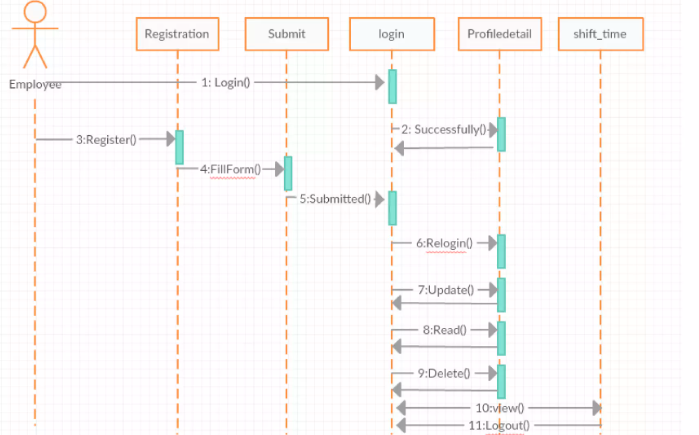 Registration
Submit
login
Profiledetail
shift_time
Employee
1: Login()
2: Successfully()
3:Register()
4:FillForm()
5:Submitted()
6:Relogin()
7:Update()
8:Read()
9:Delete()
10:view()
11:Logout()